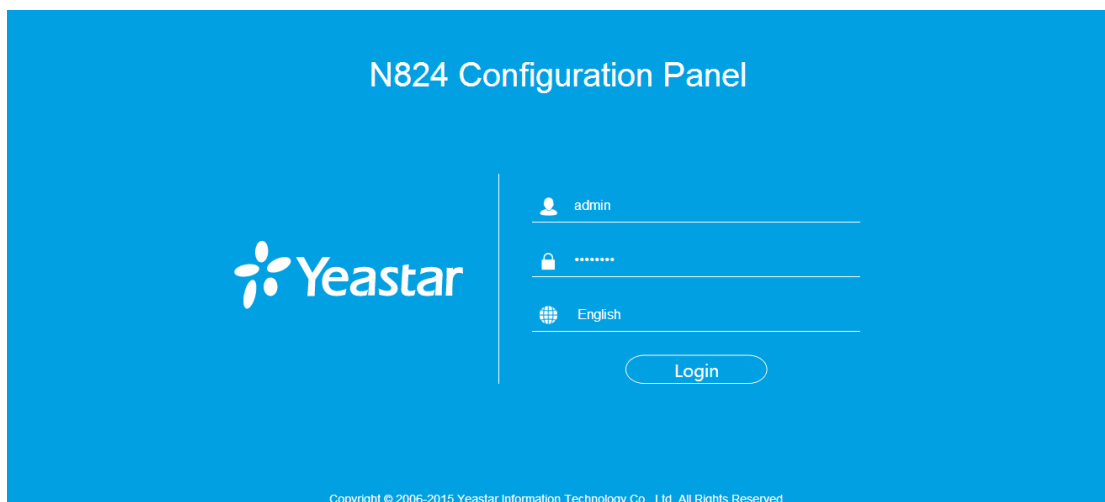 N824 Configuration Panel
admin
Yeastar
••••••••
English
Login
Copyright © 2006-2015 Yeastar Information Technology Co., Ltd. All Rights Reserved